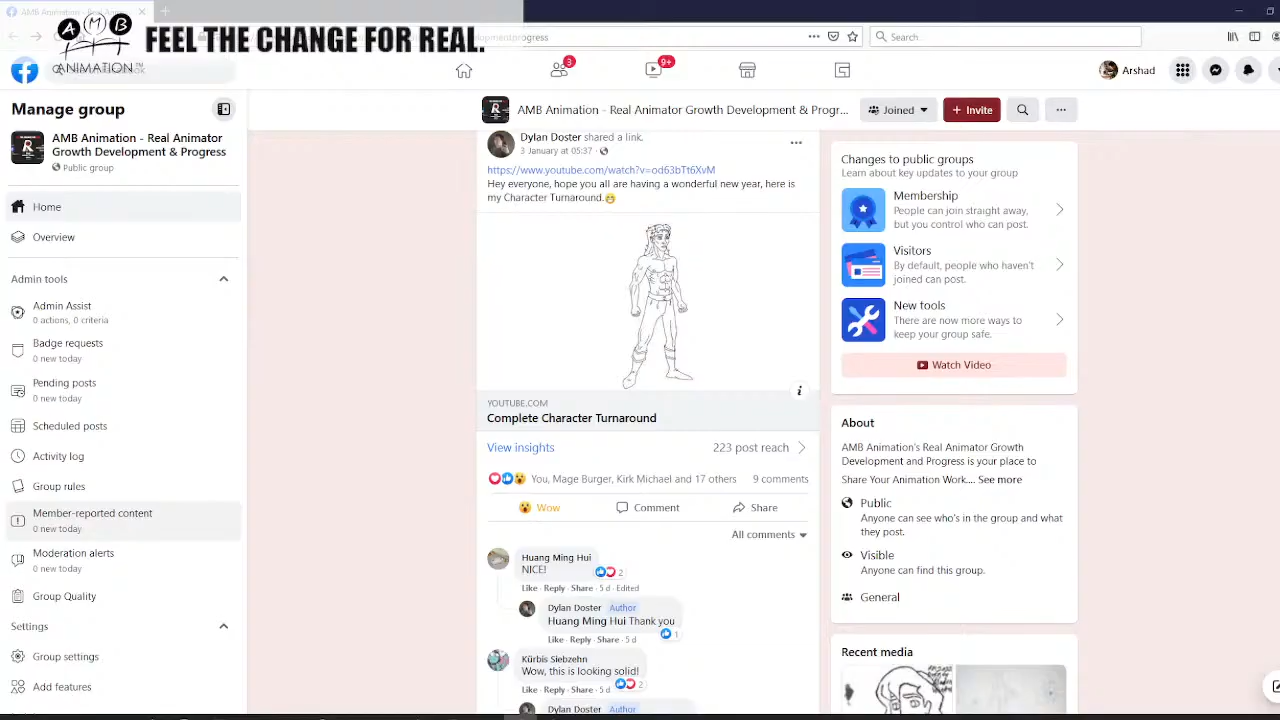 AMB
ANIMATION
FEEL THE CHANGE FOR REAL.
Search
3
9+
Arshad
Manage group
AMB Animation - Real Animator
Growth Development & Progress
Public group
Home
Overview
Admin tools
Admin Assist
0 actions, 0 criteria
Badge requests
0 new today
Pending posts
0 new today
Scheduled posts
Activity log
Group rules
Member-reported content
0 new today
Moderation alerts
0 new today
Group Quality
Settings
Group settings
Add features
AMB Animation - Real Animator Growth Development & Progr...
Joined
+ Invite
Dylan Doster shared a link.
3 January at 05:37 ·
https://www.youtube.com/watch?v=od63bTt6XvM
Hey everyone, hope you all are having a wonderful new year, here is
my Character Turnaround.😁
YOUTUBE.COM
Complete Character Turnaround
View insights
223 post reach
You, Mage Burger, Kirk Michael and 17 others
9 comments
Wow
Comment
Share
All comments
Huang Ming Hui
NICE!
2
Like · Reply · Share · 5 d · Edited
Dylan Doster Author
Huang Ming Hui Thank you
1
Like · Reply · Share · 5 d
Kürbis Siebzehn
Wow, this is looking solid!
2
Like · Reply · Share · 5 d
Dylan Doster Author
Changes to public groups
Learn about key updates to your group
Membership
People can join straight away,
but you control who can post.
Visitors
By default, people who haven't
joined can post.
New tools
There are now more ways to
keep your group safe.
Watch Video
About
AMB Animation's Real Animator Growth
Development and Progress is your place to
Share Your Animation Work.... See more
Public
Anyone can see who's in the group and what
they post.
Visible
Anyone can find this group.
General
Recent media